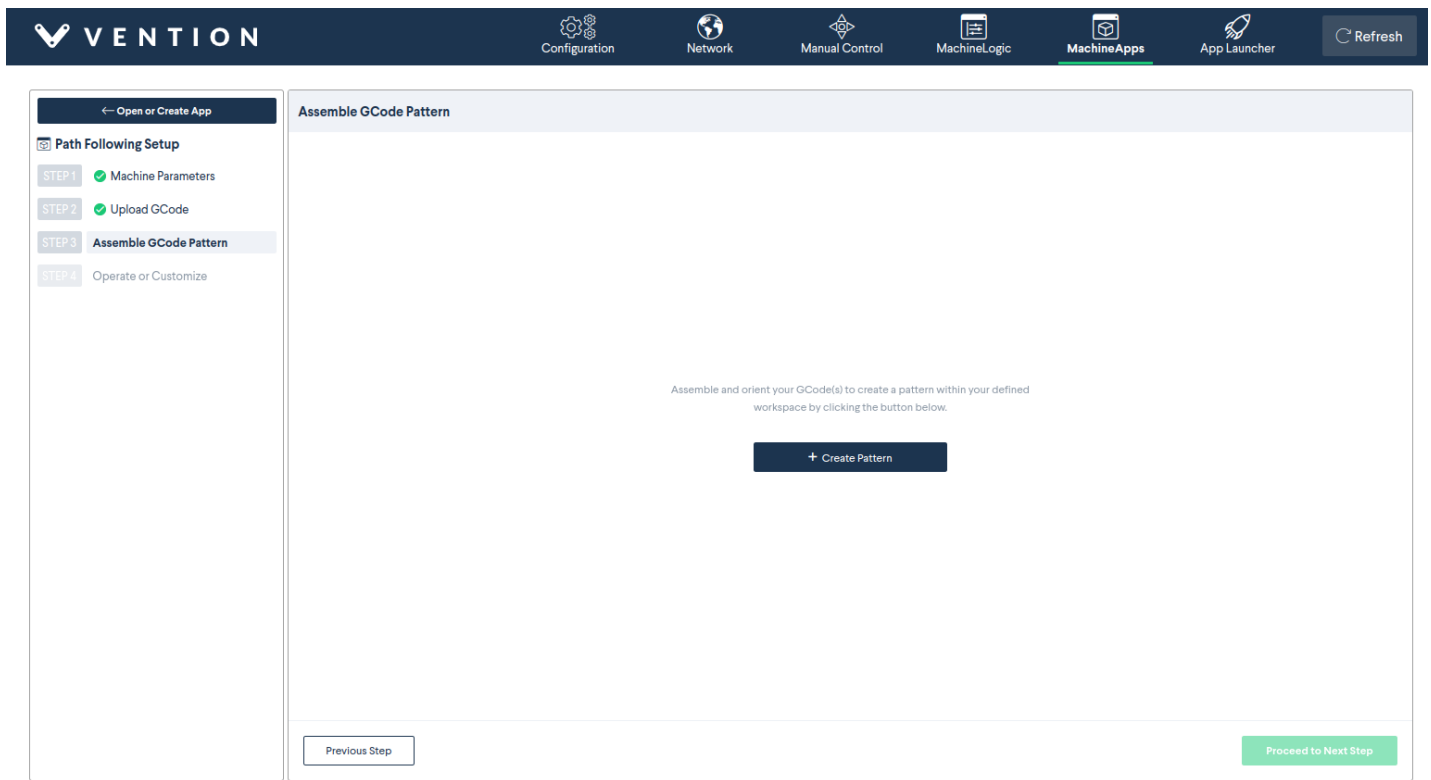 VENTION
Configuration
Network
Manual Control
MachineLogic
MachineApps
App Launcher
Refresh
← Open or Create App
Path Following Setup
STEP 1 Machine Parameters
STEP 2 Upload GCode
STEP 3 Assemble GCode Pattern
STEP 4 Operate or Customize
Assemble GCode Pattern
Assemble and orient your GCode(s) to create a pattern within your defined
workspace by clicking the button below.
+ Create Pattern
Previous Step
Proceed to Next Step